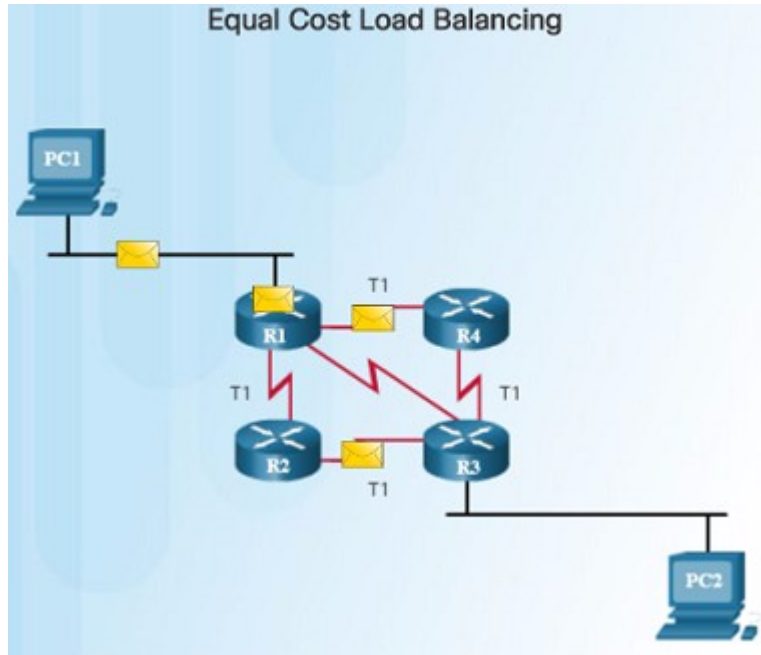 Equal Cost Load Balancing
PC1
T1
R1
R4
T1
T1
R2
R3
T1
PC2